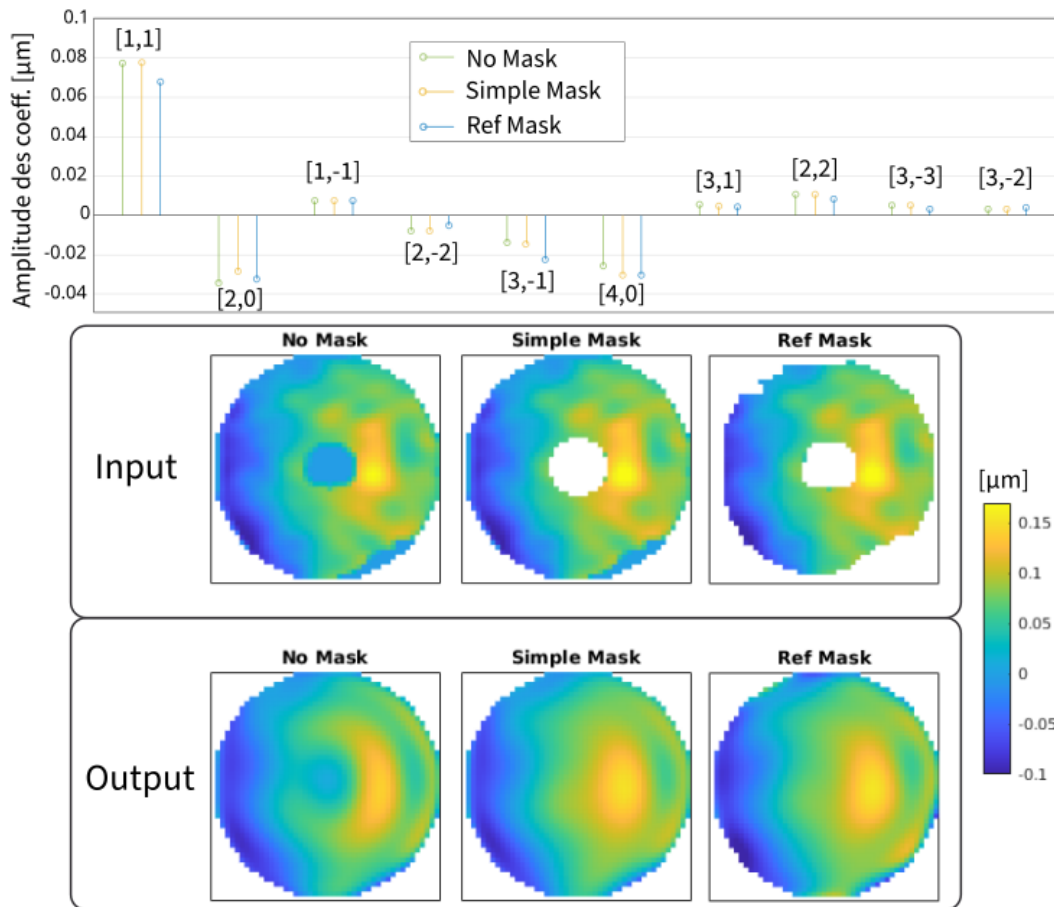 Amplitude des coeff. [µm]
0.1
0.08
0.06
0.04
0.02
0
-0.02
-0.04
[1,1]
[2,0]
[1,-1]
[2,-2]
[3,-1]
[4,0]
[3,1]
[2,2]
[3,-3]
[3,-2]
No Mask
Simple Mask
Ref Mask
No Mask Simple Mask Ref Mask
Input
No Mask Simple Mask Ref Mask
Output
[µm]
0.15
0.1
0.05
0
-0.05
-0.1